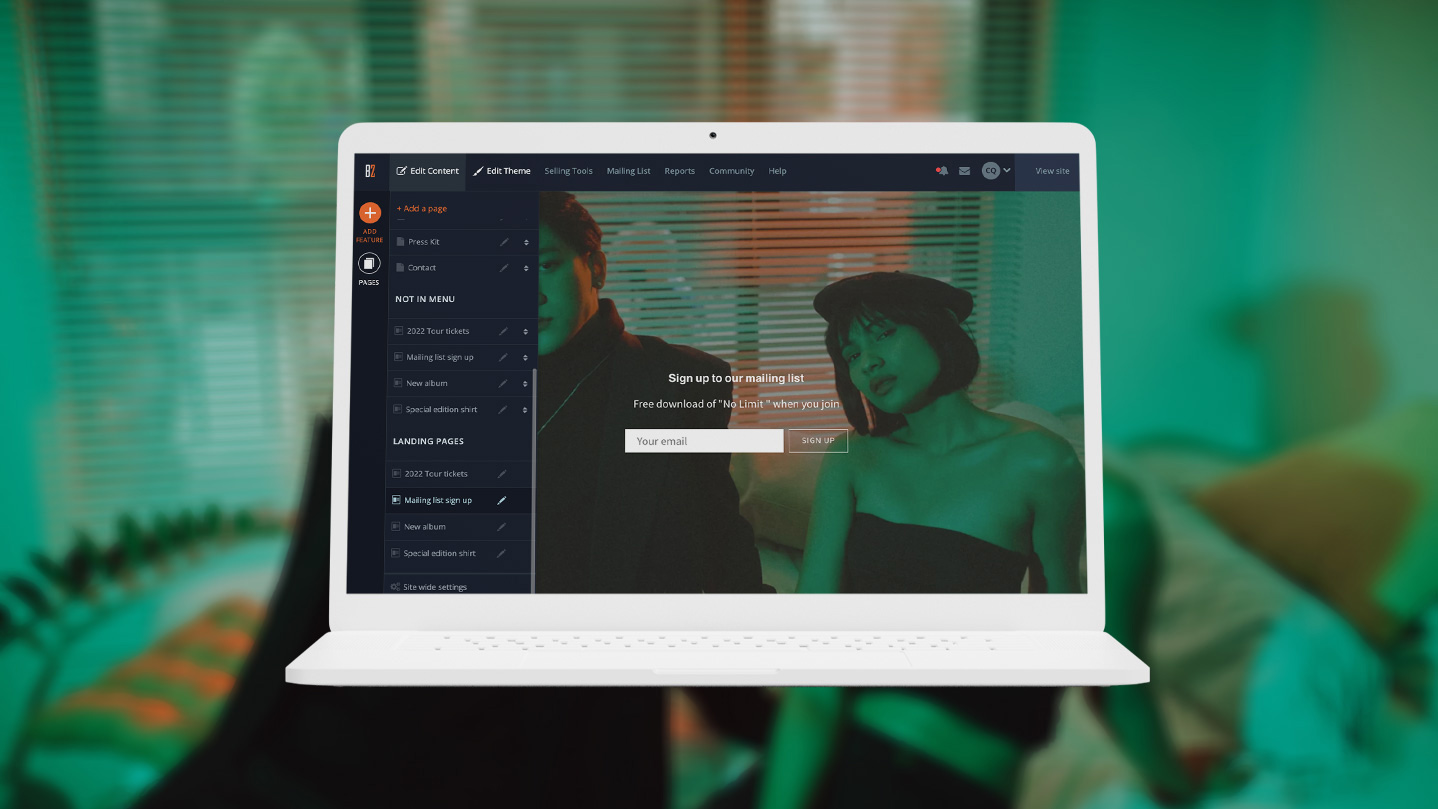 BZ
Edit Content
Edit Theme
Selling Tools
Mailing List
Reports
Community
Help
CQ
View site
ADD
FEATURE
PAGES
+ Add a page
Press Kit
Contact
NOT IN MENU
2022 Tour tickets
Mailing list sign up
New album
Special edition shirt
LANDING PAGES
2022 Tour tickets
Mailing list sign up
New album
Special edition shirt
Site wide settings
Sign up to our mailing list
Free download of "No Limit " when you join
Your email
SIGN UP